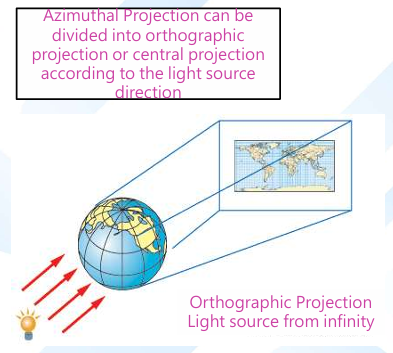 Azimuthal Projection can be
divided into orthographic
projection or central projection
according to the light source
direction
Orthographic Projection
Light source from infinity